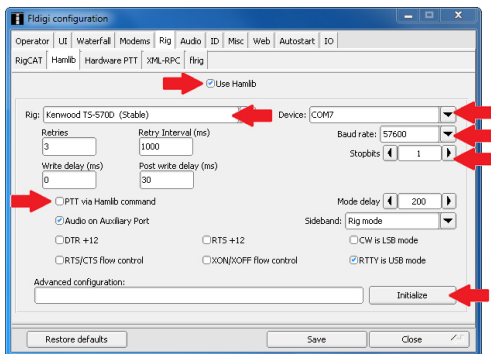 Fldigi configuration
Operator UI Waterfall Modems Rig Audio ID Misc Web Autostart IO
RigCAT Hamlib Hardware PTT XML-RPC flrig
Use Hamlib
Rig: Kenwood TS-570D (Stable) Device: COM7
Retries Retry Interval (ms) Baud rate: 57600
3 1000 Stopbits 1
Write delay (ms) Post write delay (ms)
0 30
PTT via Hamlib command Mode delay 200
Audio on Auxiliary Port Sideband: Rig mode
DTR +12 RTS +12 CW is LSB mode
RTS/CTS flow control XON/XOFF flow control RTTY is USB mode
Advanced configuration:
Initialize
Restore defaults Save Close